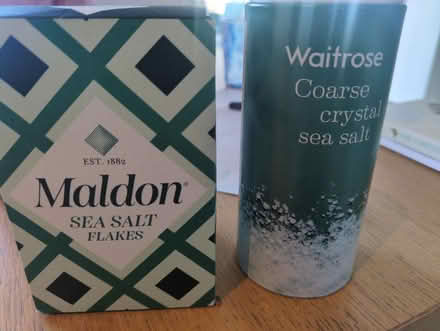 EST. 1882
Maldon®
SEA SALT
FLAKES
Waitrose
Coarse
crystal
sea salt